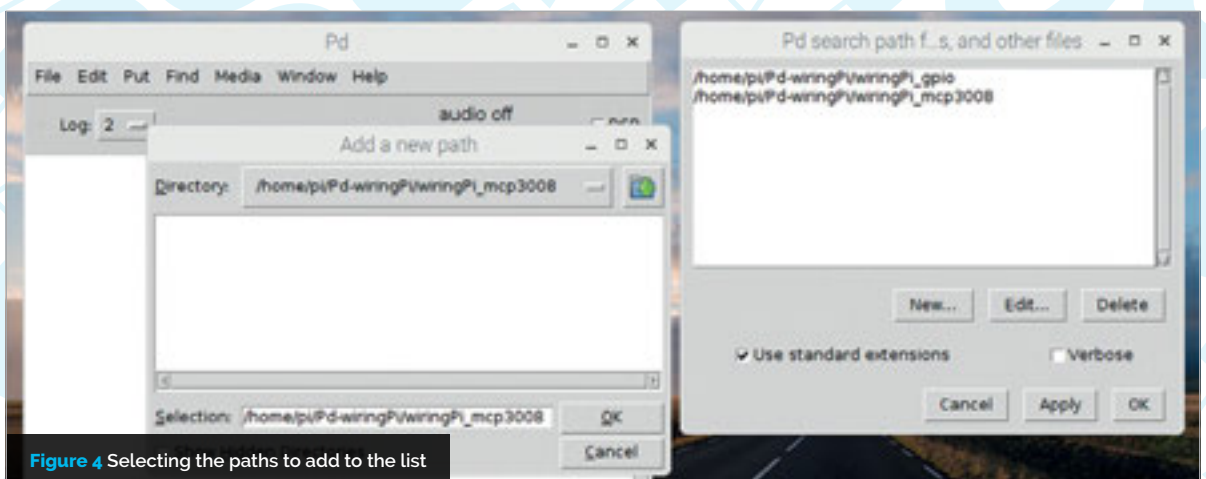 Pd
File Edit Put Find Media Window Help
Log: 2
audio off
Add a new path
Directory: /home/pi/Pd-wiringPi/wiringPi_mcp3008
Selection: /home/pi/Pd-wiringPi/wiringPi_mcp3008
OK
Cancel
Pd search path f...s, and other files
/home/pi/Pd-wiringPi/wiringPi_gpio
/home/pi/Pd-wiringPi/wiringPi_mcp3008
New... Edit... Delete
Use standard extensions Verbose
Cancel Apply OK
Figure 4 Selecting the paths to add to the list